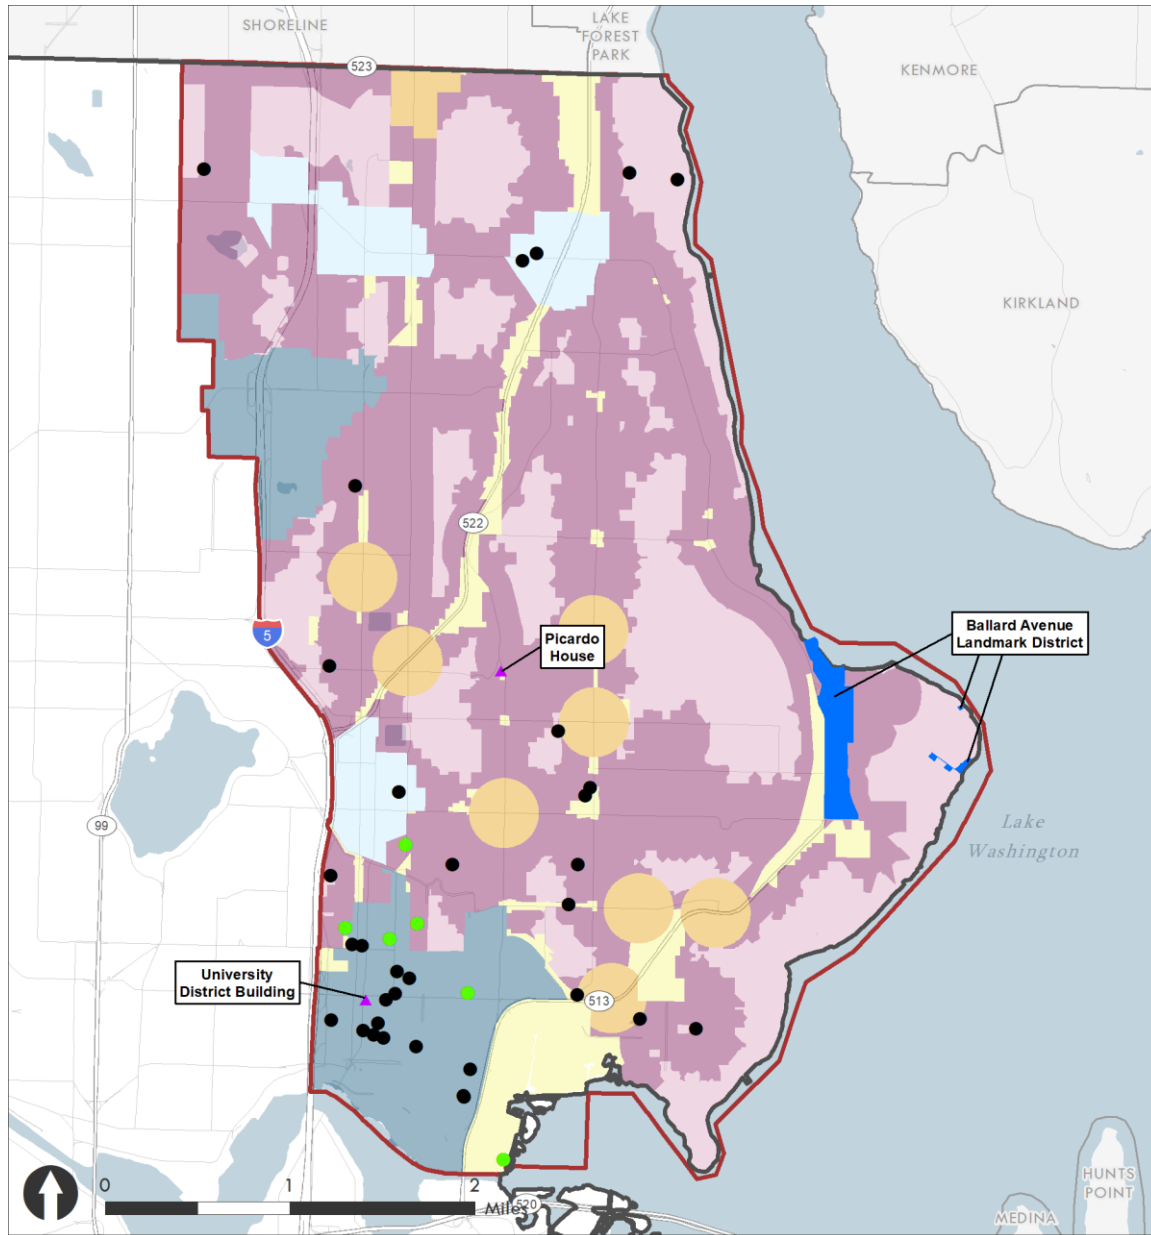 SHORELINE
LAKE
FOREST
PARK
523
KENMORE
KIRKLAND
522
5
Picardo
House
Ballard Avenue
Landmark District
99
Lake
Washington
University
District Building
513
0
1
2
Miles
520
HUNTS
POINT
MEDINA